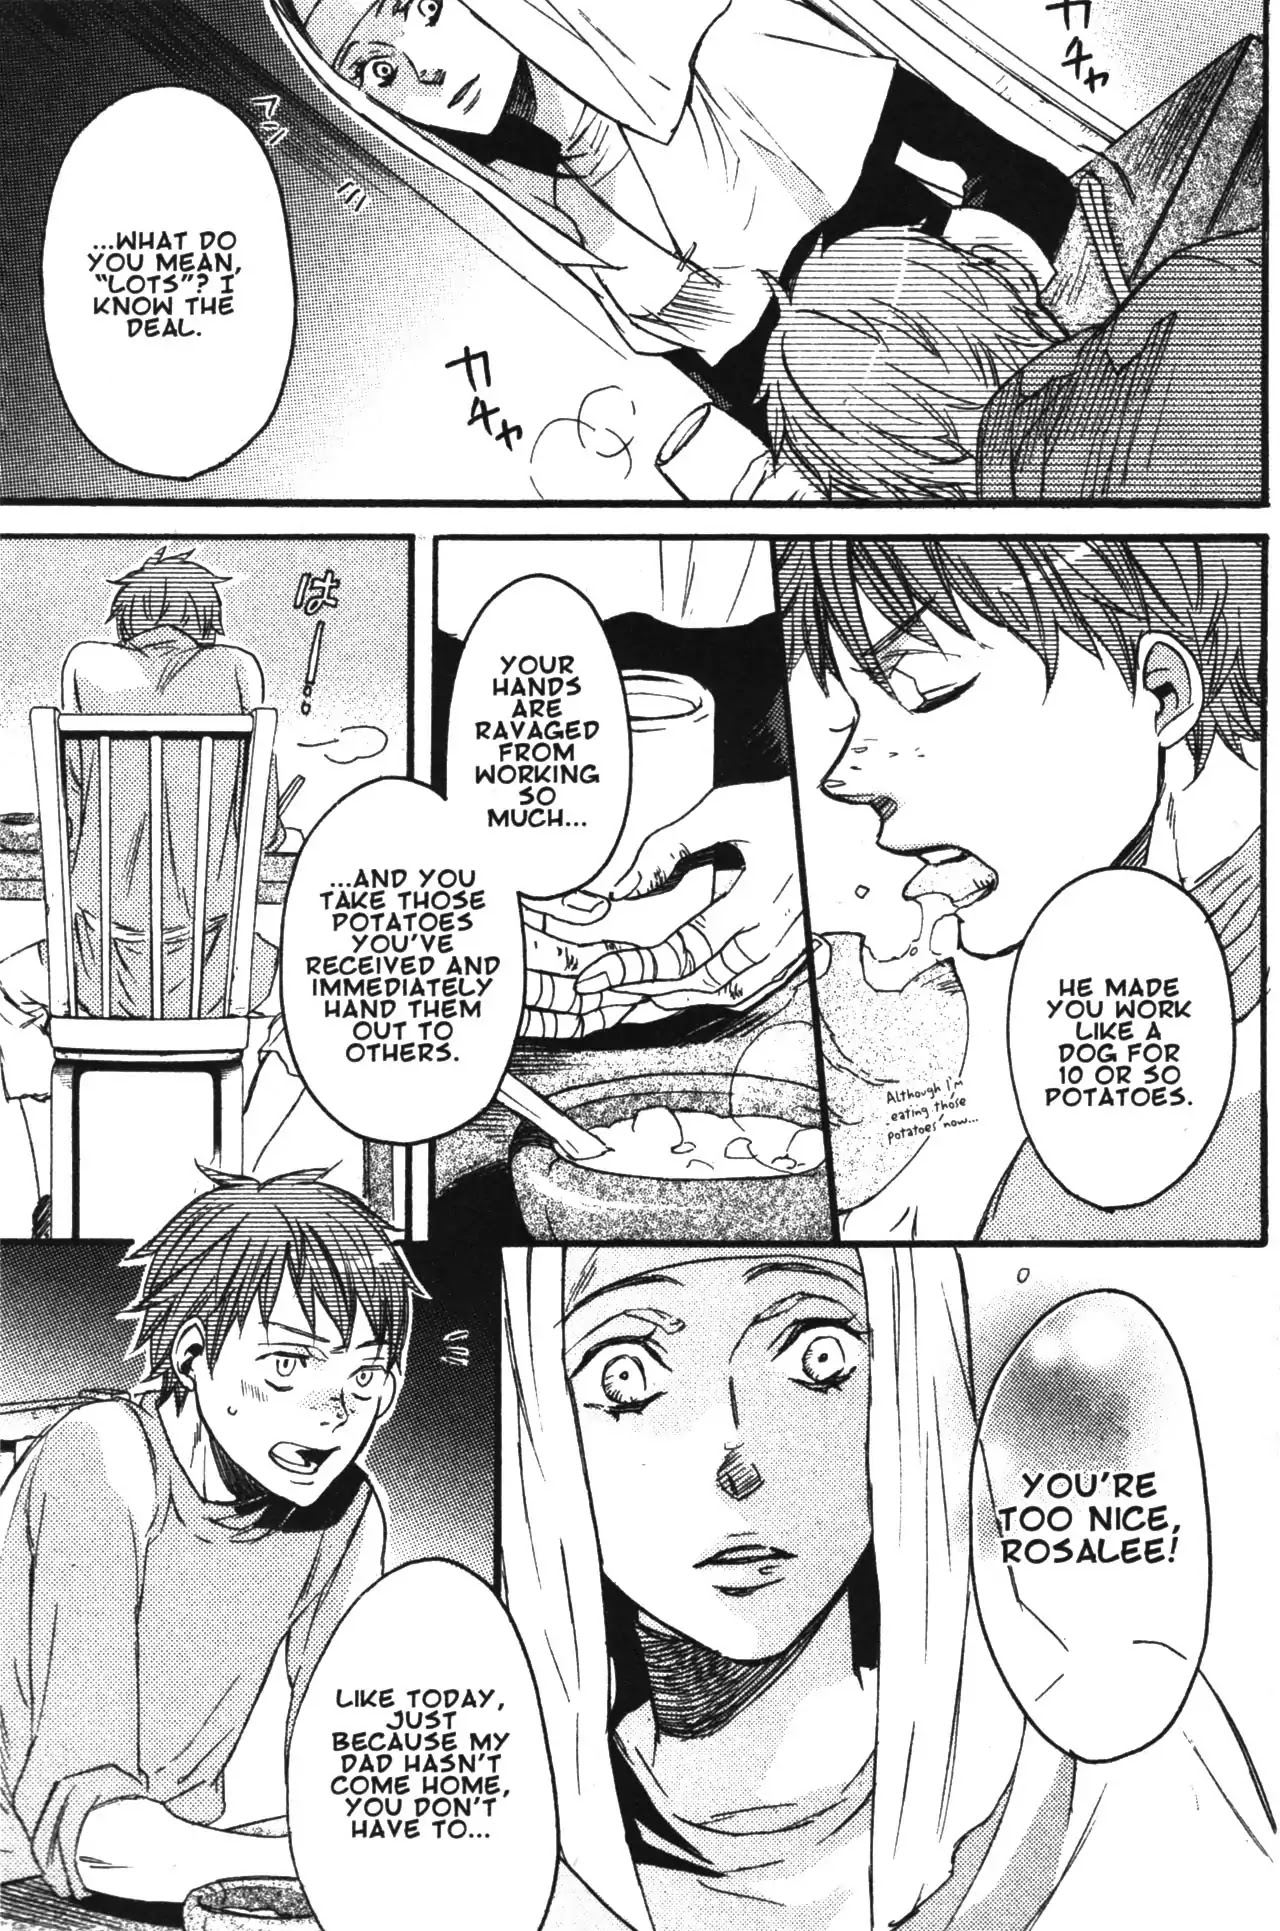 カチャ
フシ
...WHAT DO
YOU MEAN,
"LOTS"? I
KNOW THE
DEAL.
カチャ
HE MADE
YOU WORK
LIKE A
DOG FOR
10 OR SO
POTATOES.
Although I'm
eating those
potatoes now...
YOUR
HANDS
ARE
RAVAGED
FROM
WORKING
SO
MUCH...
...AND YOU
TAKE THOSE
POTATOES
YOU'VE
RECEIVED AND
IMMEDIATELY
HAND THEM
OUT TO
OTHERS.
はー!
YOU'RE
TOO NICE,
ROSALEE!
LIKE TODAY,
JUST
BECAUSE MY
DAD HASN'T
COME HOME,
YOU DON'T
HAVE TO...